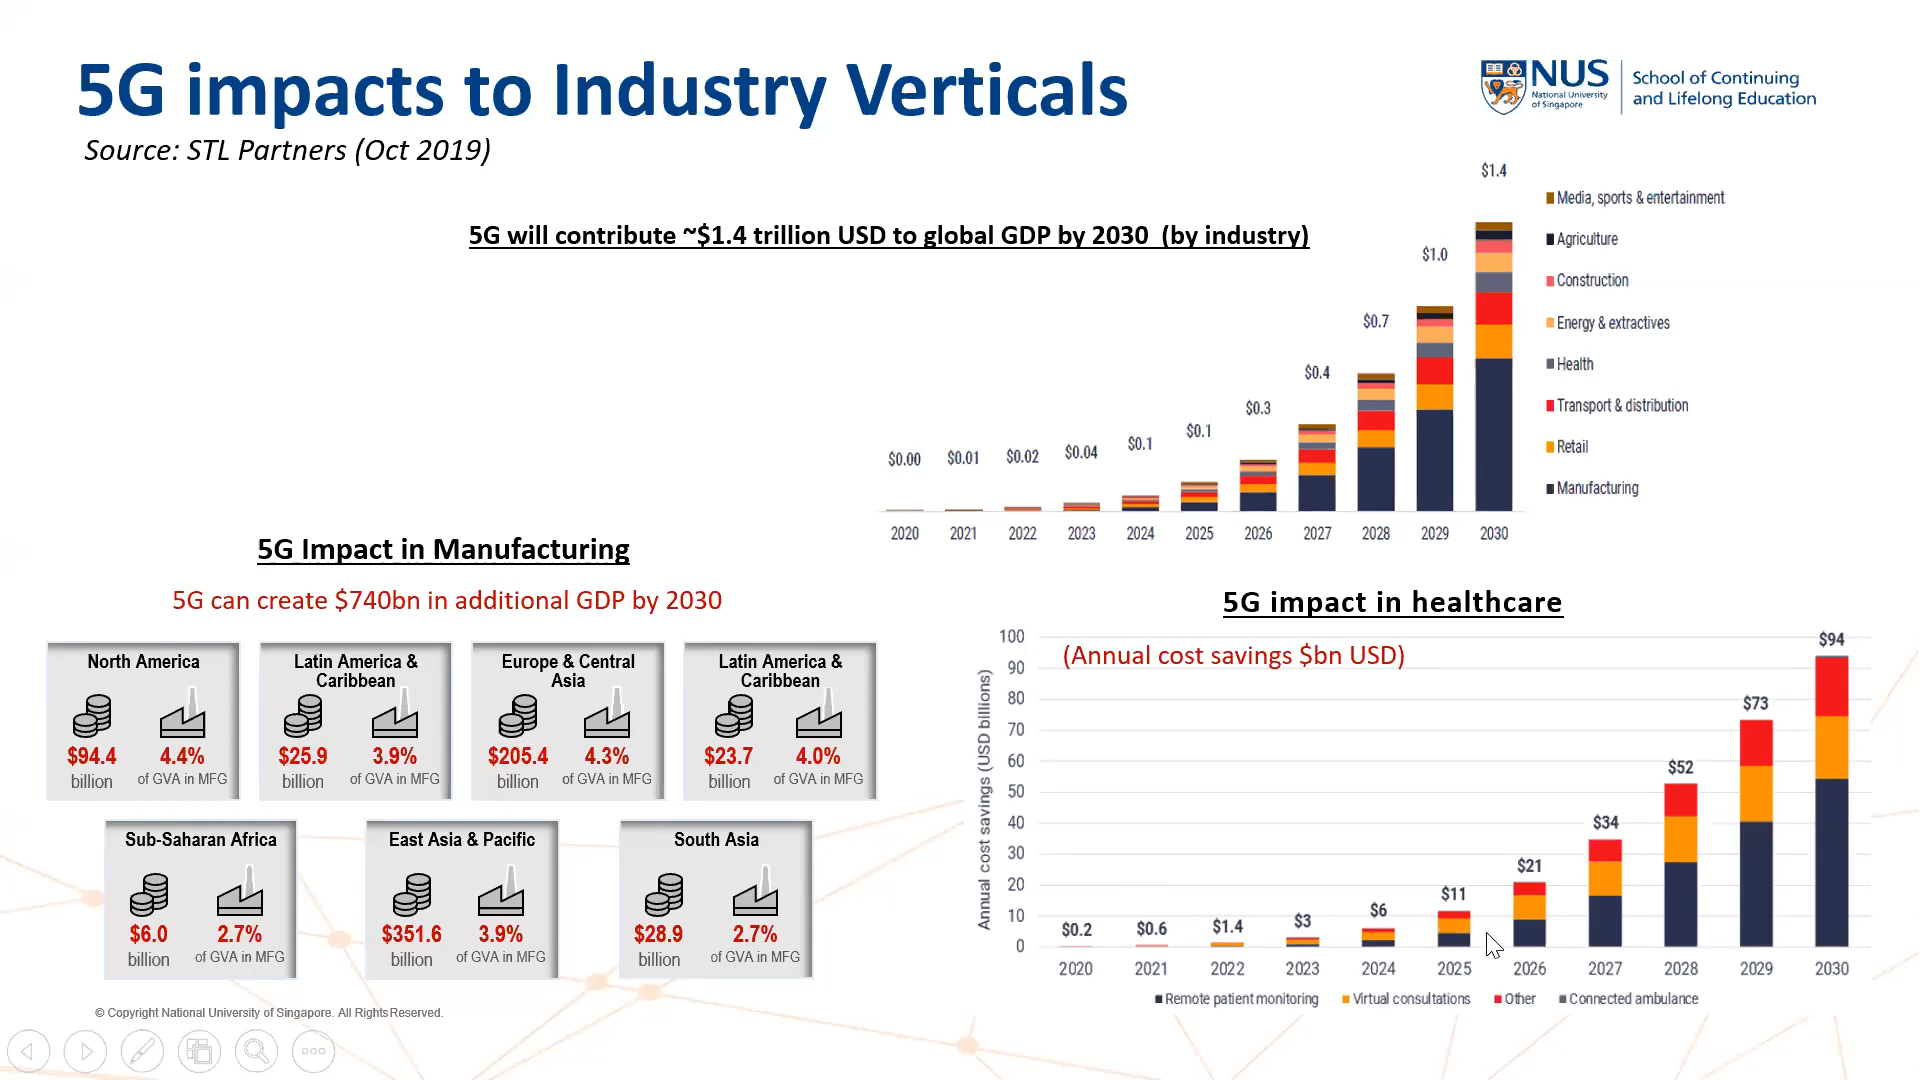 5G impacts to Industry Verticals
Source: STL Partners (Oct 2019)
NUS
National University
of Singapore
School of Continuing
and Lifelong Education
5G will contribute ~$1.4 trillion USD to global GDP by 2030 (by industry)
$0.00 $0.01 $0.02 $0.04 $0.1 $0.1 $0.3 $0.4 $0.7 $1.0 $1.4
2020 2021 2022 2023 2024 2025 2026 2027 2028 2029 2030
Media, sports & entertainment
Agriculture
Construction
Energy & extractives
Health
Transport & distribution
Retail
Manufacturing
5G Impact in Manufacturing
5G can create $740bn in additional GDP by 2030
North America
$94.4 4.4%
billion of GVA in MFG
Latin America &
Caribbean
$25.9 3.9%
billion of GVA in MFG
Europe & Central
Asia
$205.4 4.3%
billion of GVA in MFG
Latin America &
Caribbean
$23.7 4.0%
billion of GVA in MFG
Sub-Saharan Africa
$6.0 2.7%
billion of GVA in MFG
East Asia & Pacific
$351.6 3.9%
billion of GVA in MFG
South Asia
$28.9 2.7%
billion of GVA in MFG
5G impact in healthcare
(Annual cost savings $bn USD)
Annual cost savings (USD billions)
100
90
80
70
60
50
40
30
20
10
0
$0.2 $0.6 $1.4 $3 $6 $11 $21 $34 $52 $73 $94
2020 2021 2022 2023 2024 2025 2026 2027 2028 2029 2030
Remote patient monitoring Virtual consultations Other Connected ambulance
© Copyright National University of Singapore. All Rights Reserved.